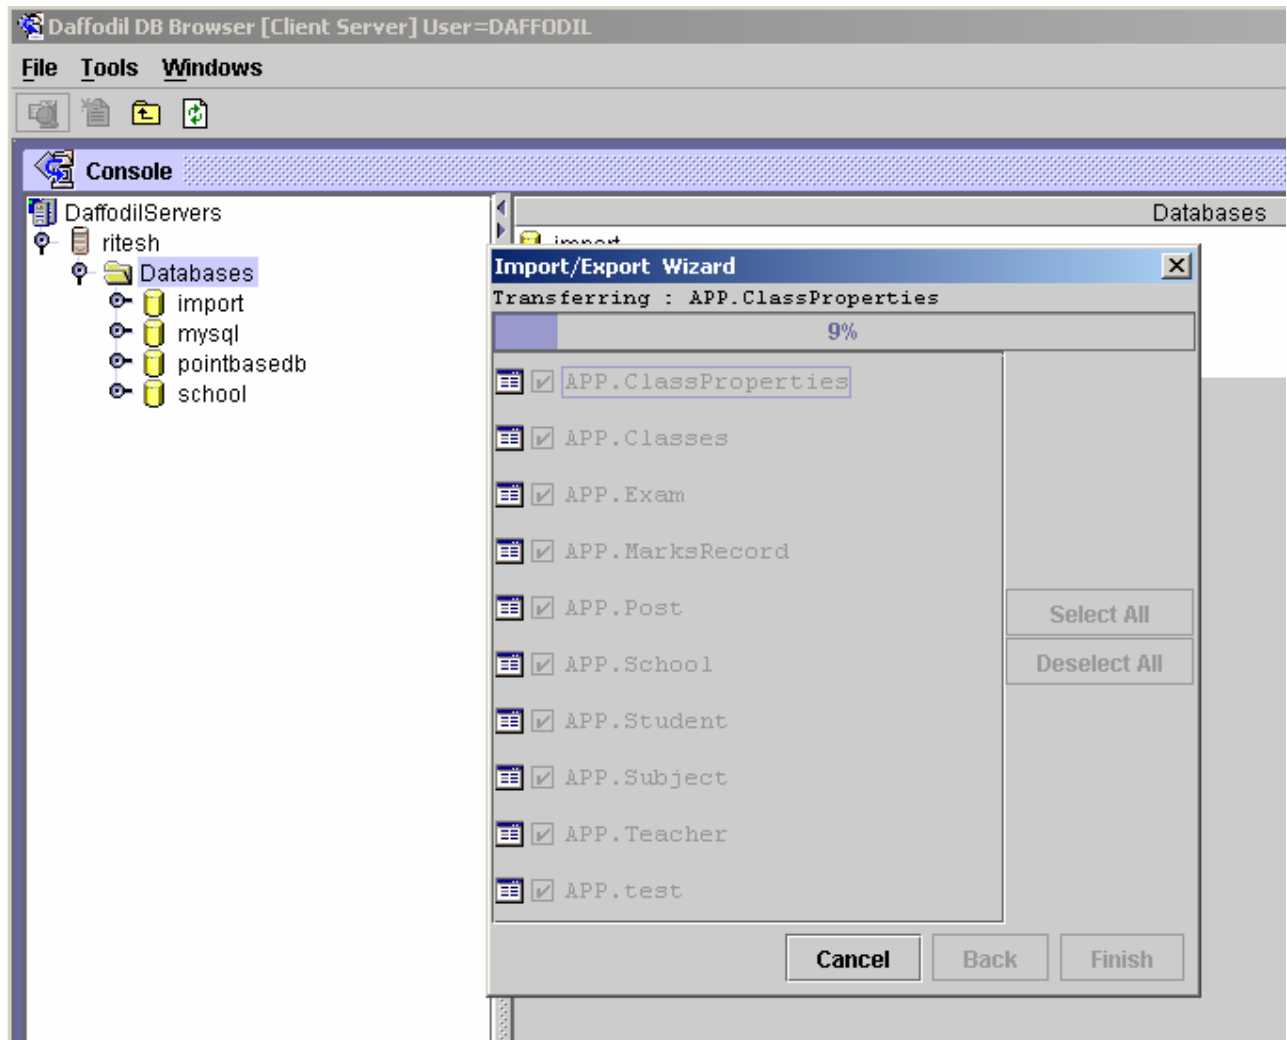 Daffodil DB Browser [Client Server] User=DAFFODIL
File Tools Windows
Console
DaffodilServers
ritesh
Databases
import
mysql
pointbasedb
school
Databases
import
Import/Export Wizard
Transferring : APP.ClassProperties
9%
APP.ClassProperties
APP.Classes
APP.Exam
APP.MarksRecord
APP.Post
APP.School
APP.Student
APP.Subject
APP.Teacher
APP.test
Select All
Deselect All
Cancel Back Finish